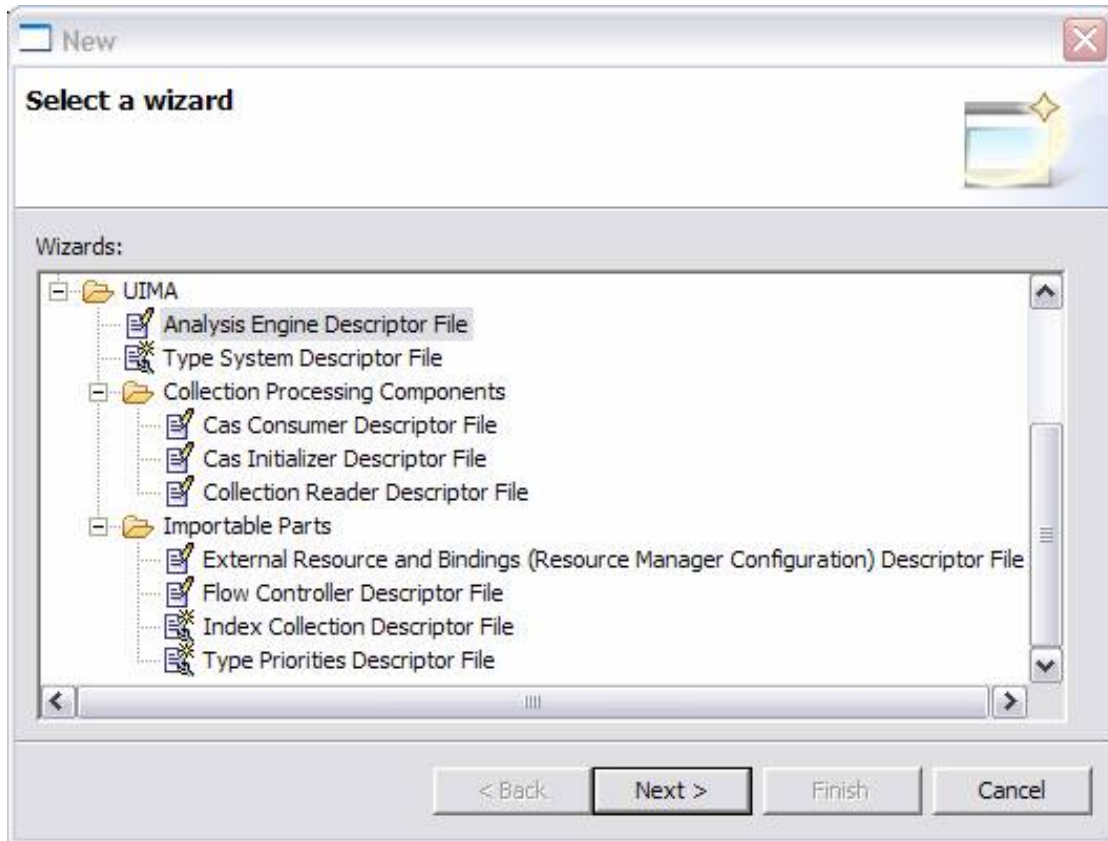 New
Select a wizard
Wizards:
UIMA
Analysis Engine Descriptor File
Type System Descriptor File
Collection Processing Components
Cas Consumer Descriptor File
Cas Initializer Descriptor File
Collection Reader Descriptor File
Importable Parts
External Resource and Bindings (Resource Manager Configuration) Descriptor File
Flow Controller Descriptor File
Index Collection Descriptor File
Type Priorities Descriptor File
< Back Next > Finish Cancel